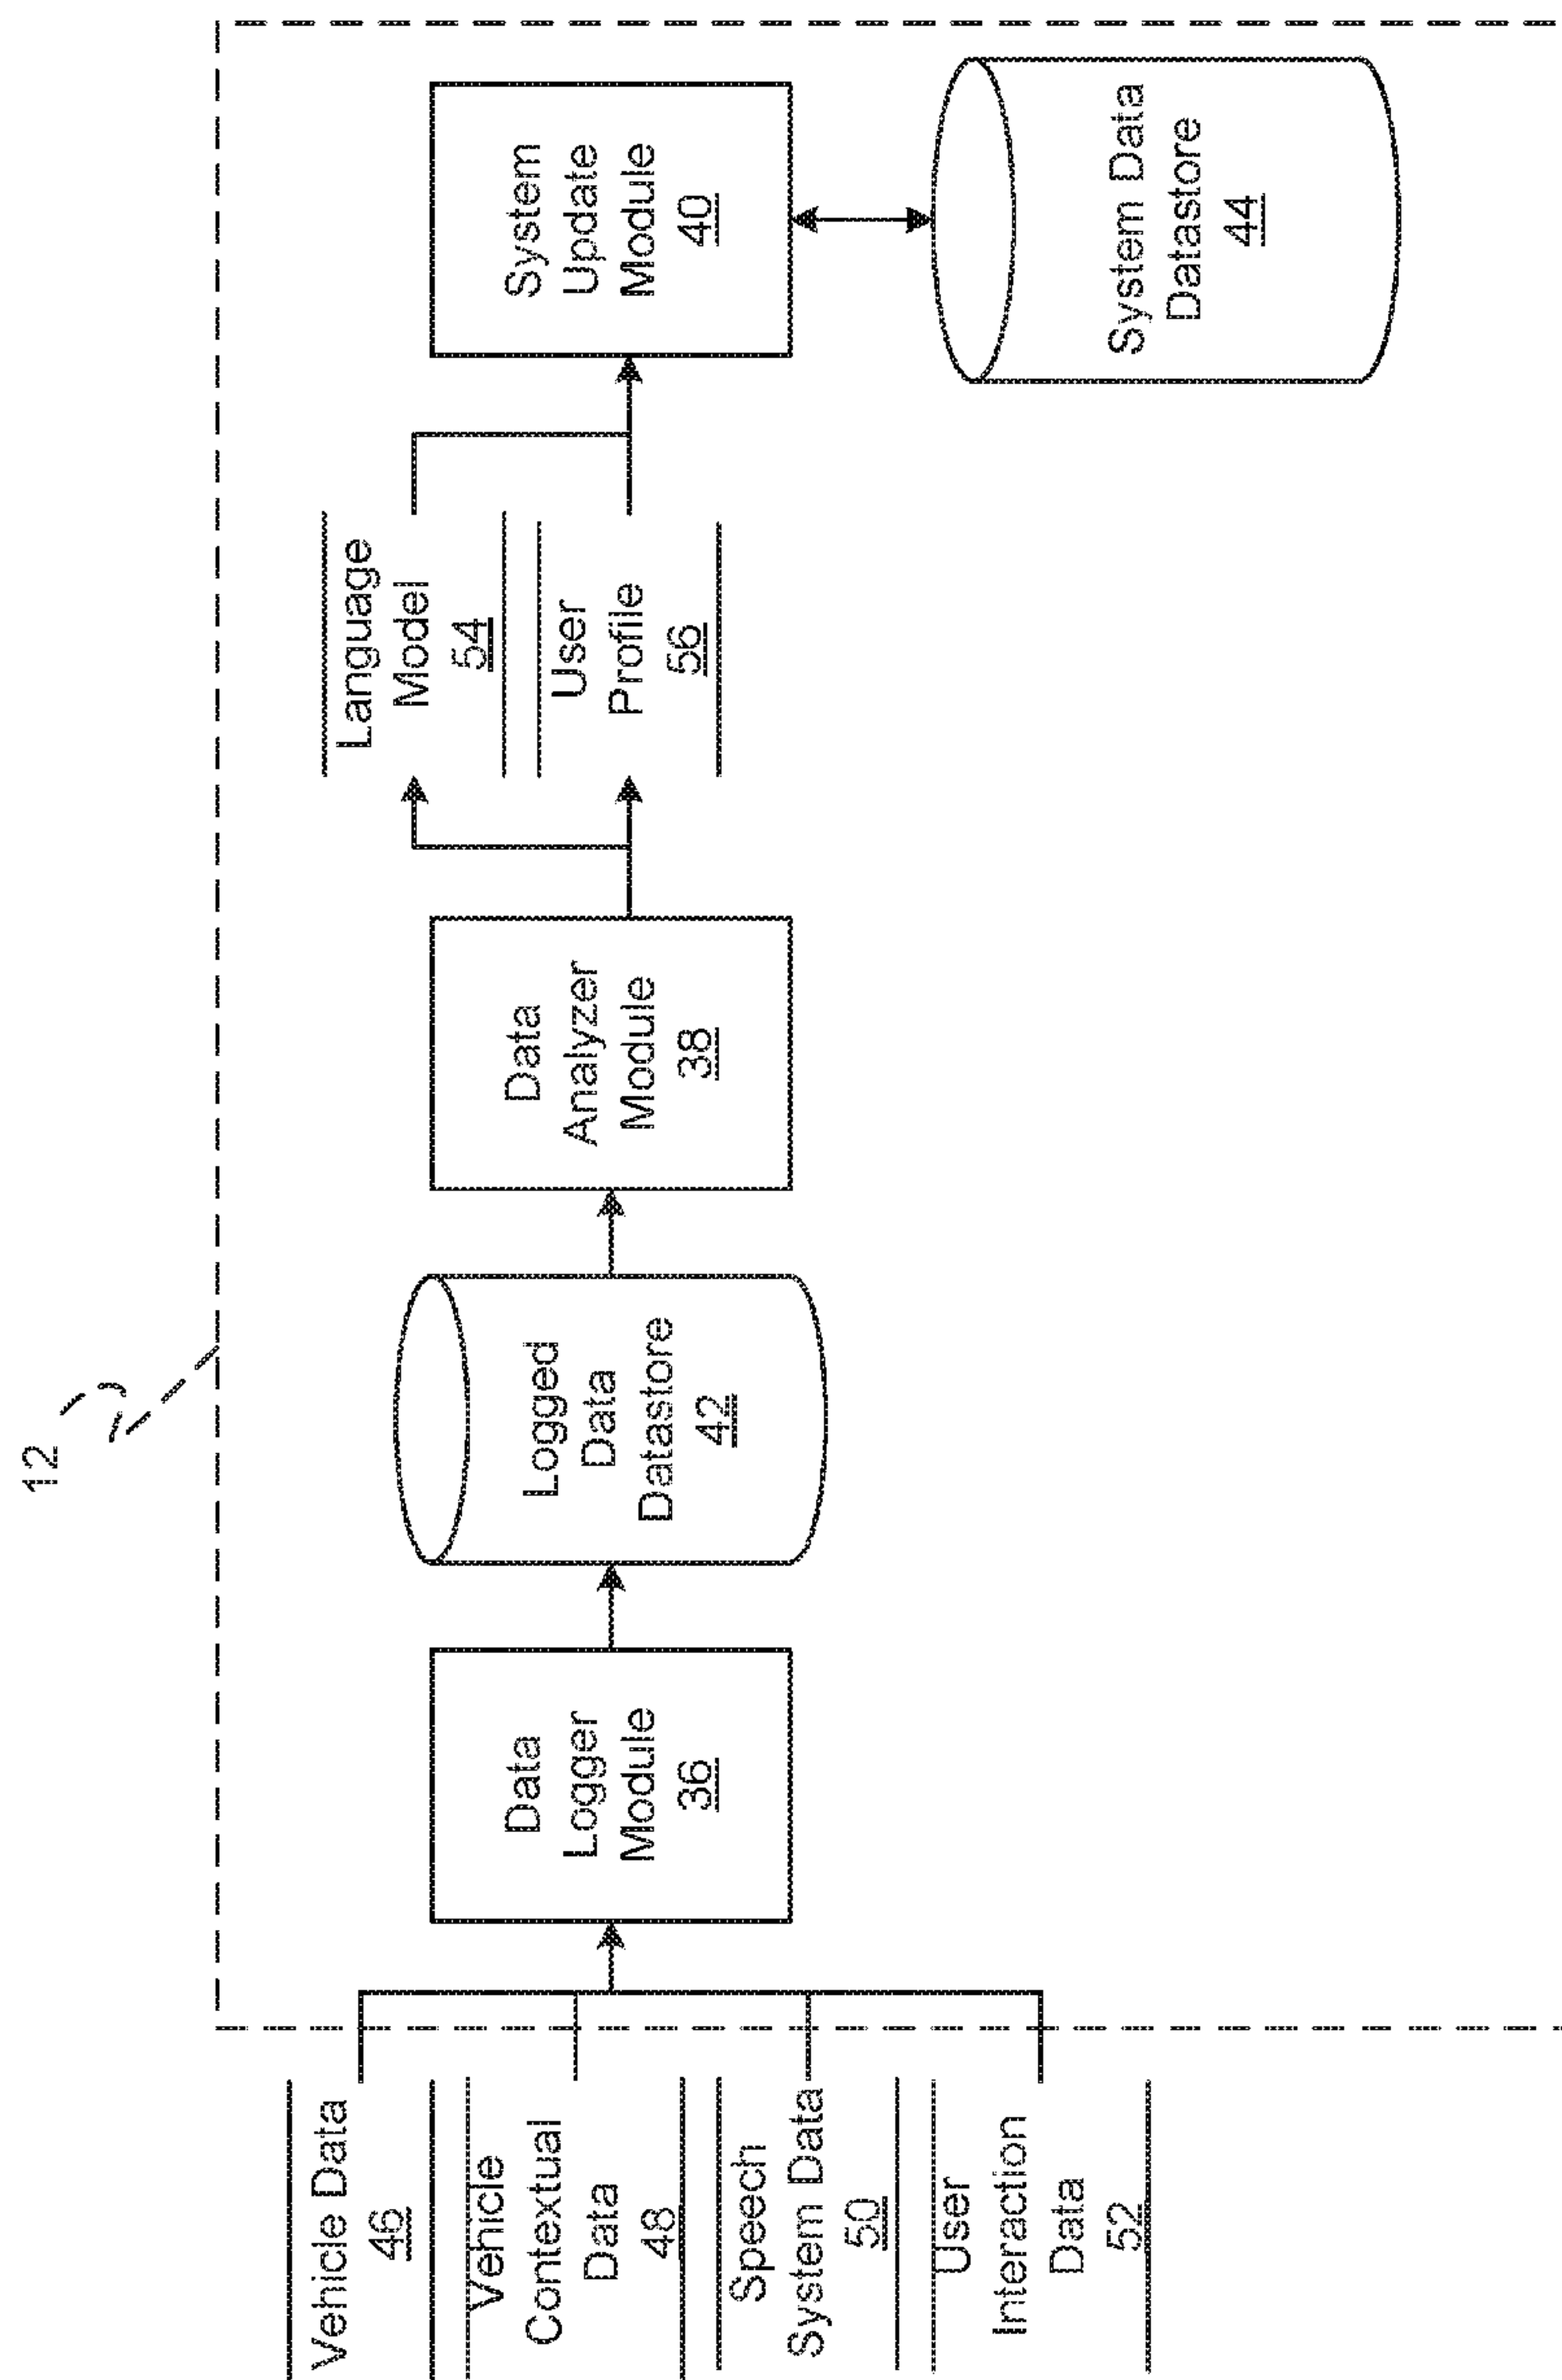 12
Vehicle Data
46
Vehicle
Contextual
Data
48
Speech
System Data
50
User
Interaction
Data
52
Data
Logger
Module
36
Logged
Data
Datastore
42
Data
Analyzer
Module
38
Language
Model
54
User
Profile
56
System
Update
Module
40
System Data
Datastore
44